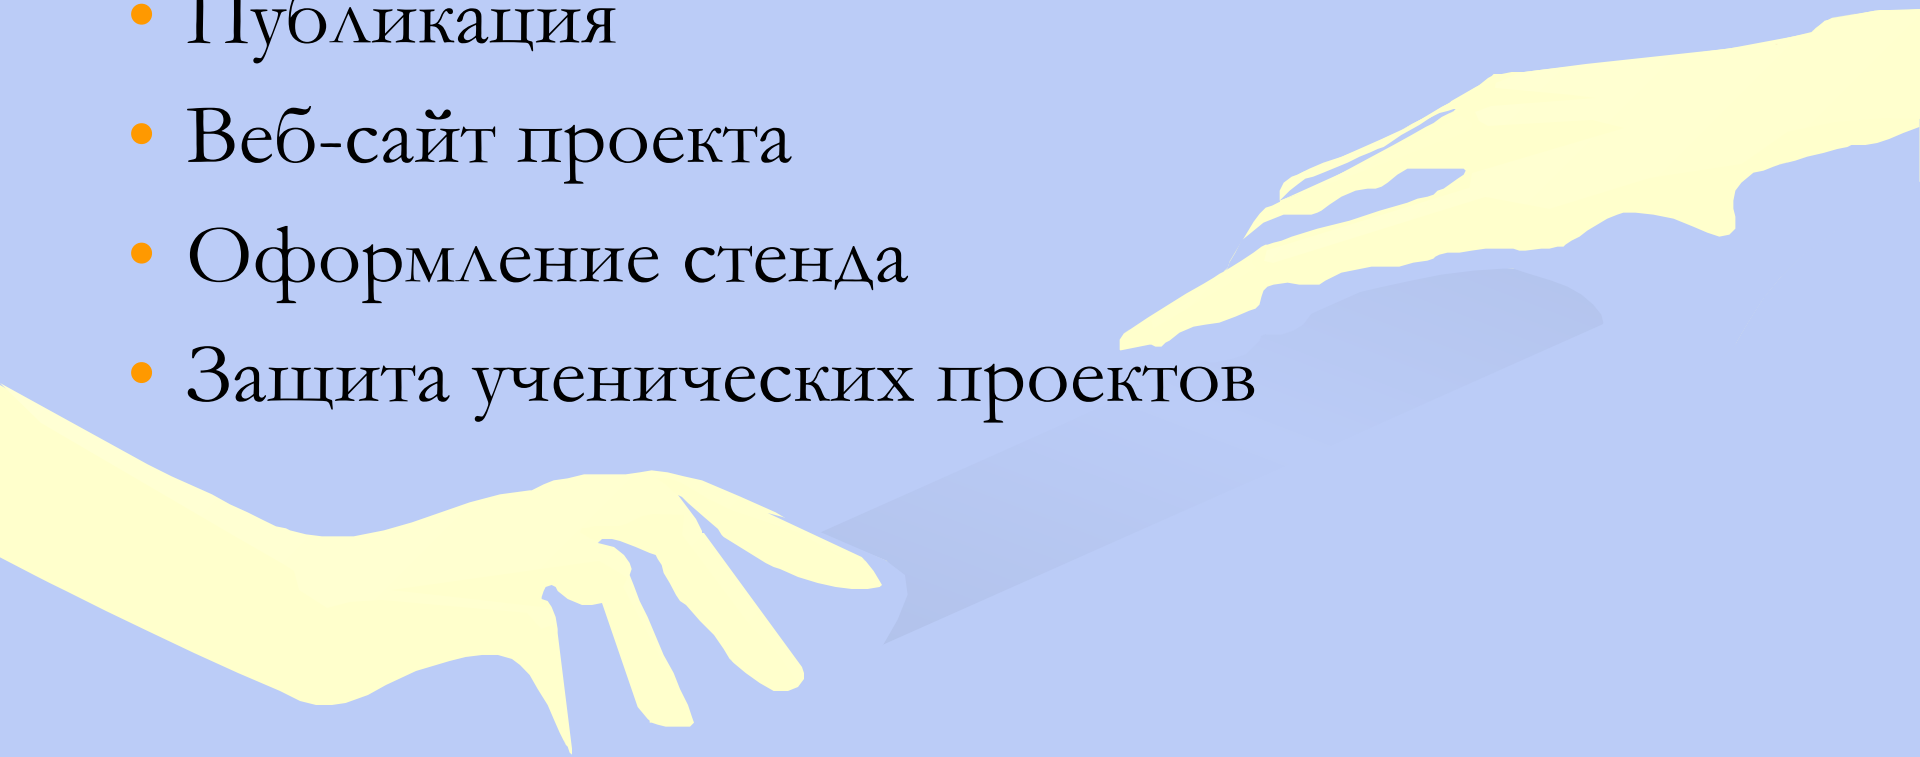 Публикация
Веб-сайт проекта
Оформление стенда
Защита ученических проектов